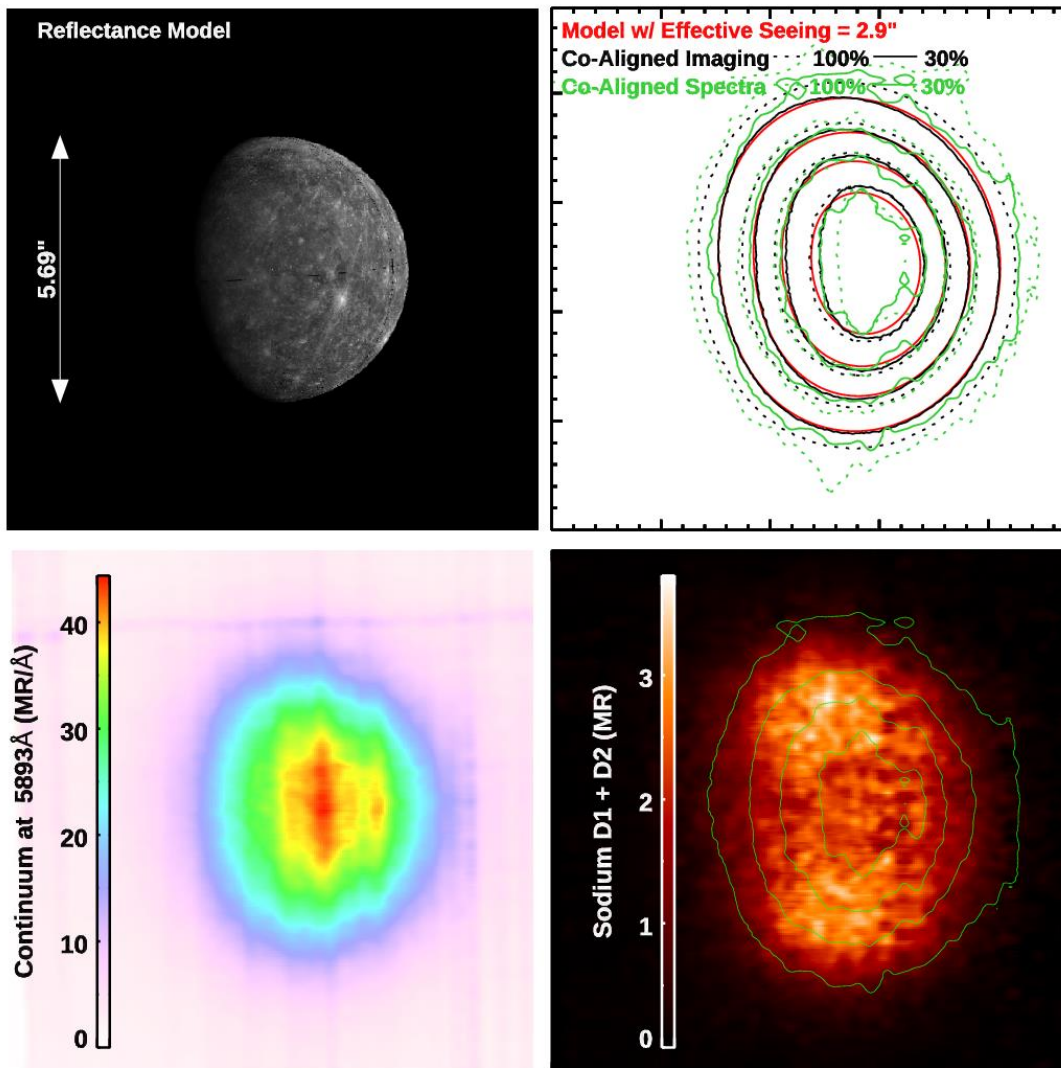 Reflectance Model
5.69"
Model w/ Effective Seeing = 2.9"
Co-Aligned Imaging 100% 30%
Co-Aligned Spectra 100% 30%
Continuum at 5893Å (MR/Å)
40
30
20
10
0
Sodium D1 + D2 (MR)
3
2
1
0